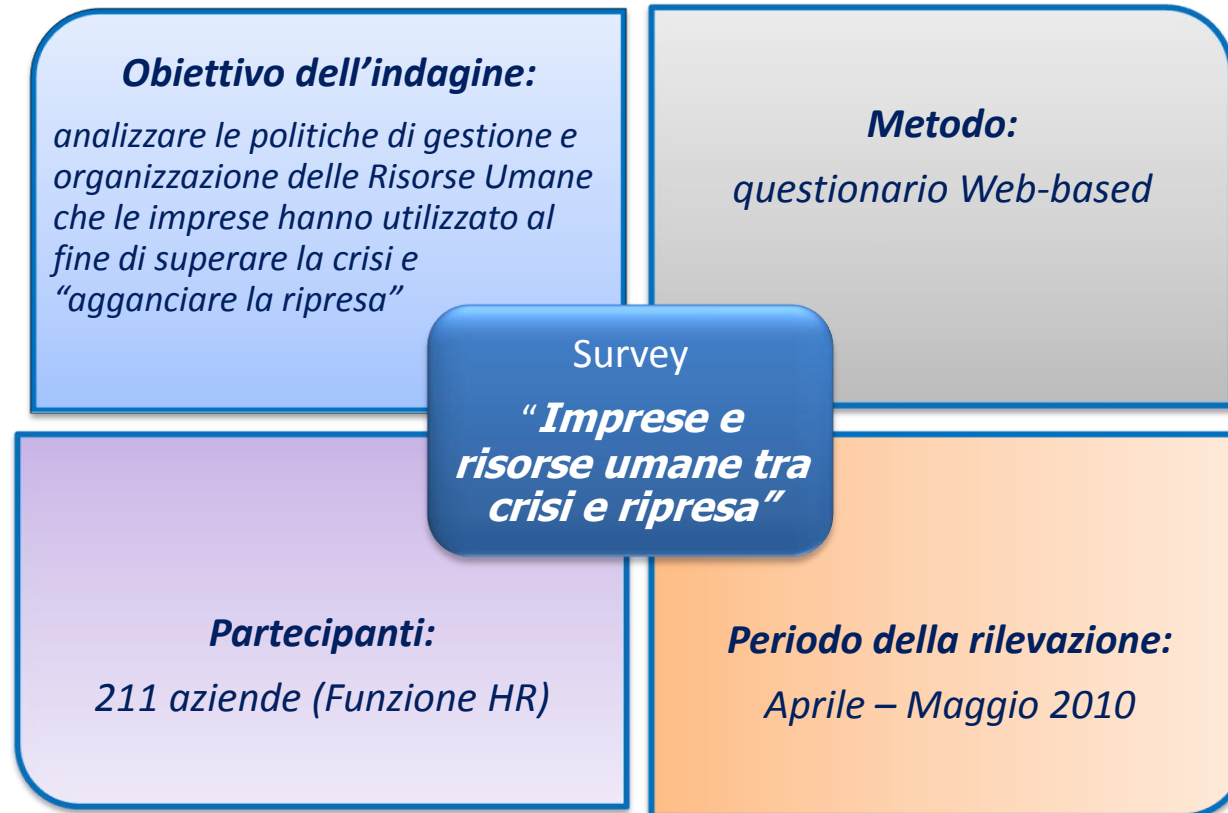 Obiettivo dell’indagine:
analizzare le politiche di gestione e
organizzazione delle Risorse Umane
che le imprese hanno utilizzato al
fine di superare la crisi e
“agganciare la ripresa”
Metodo:
questionario Web-based
Survey
“Imprese e
risorse umane tra
crisi e ripresa”
Partecipanti:
211 aziende (Funzione HR)
Periodo della rilevazione:
Aprile – Maggio 2010